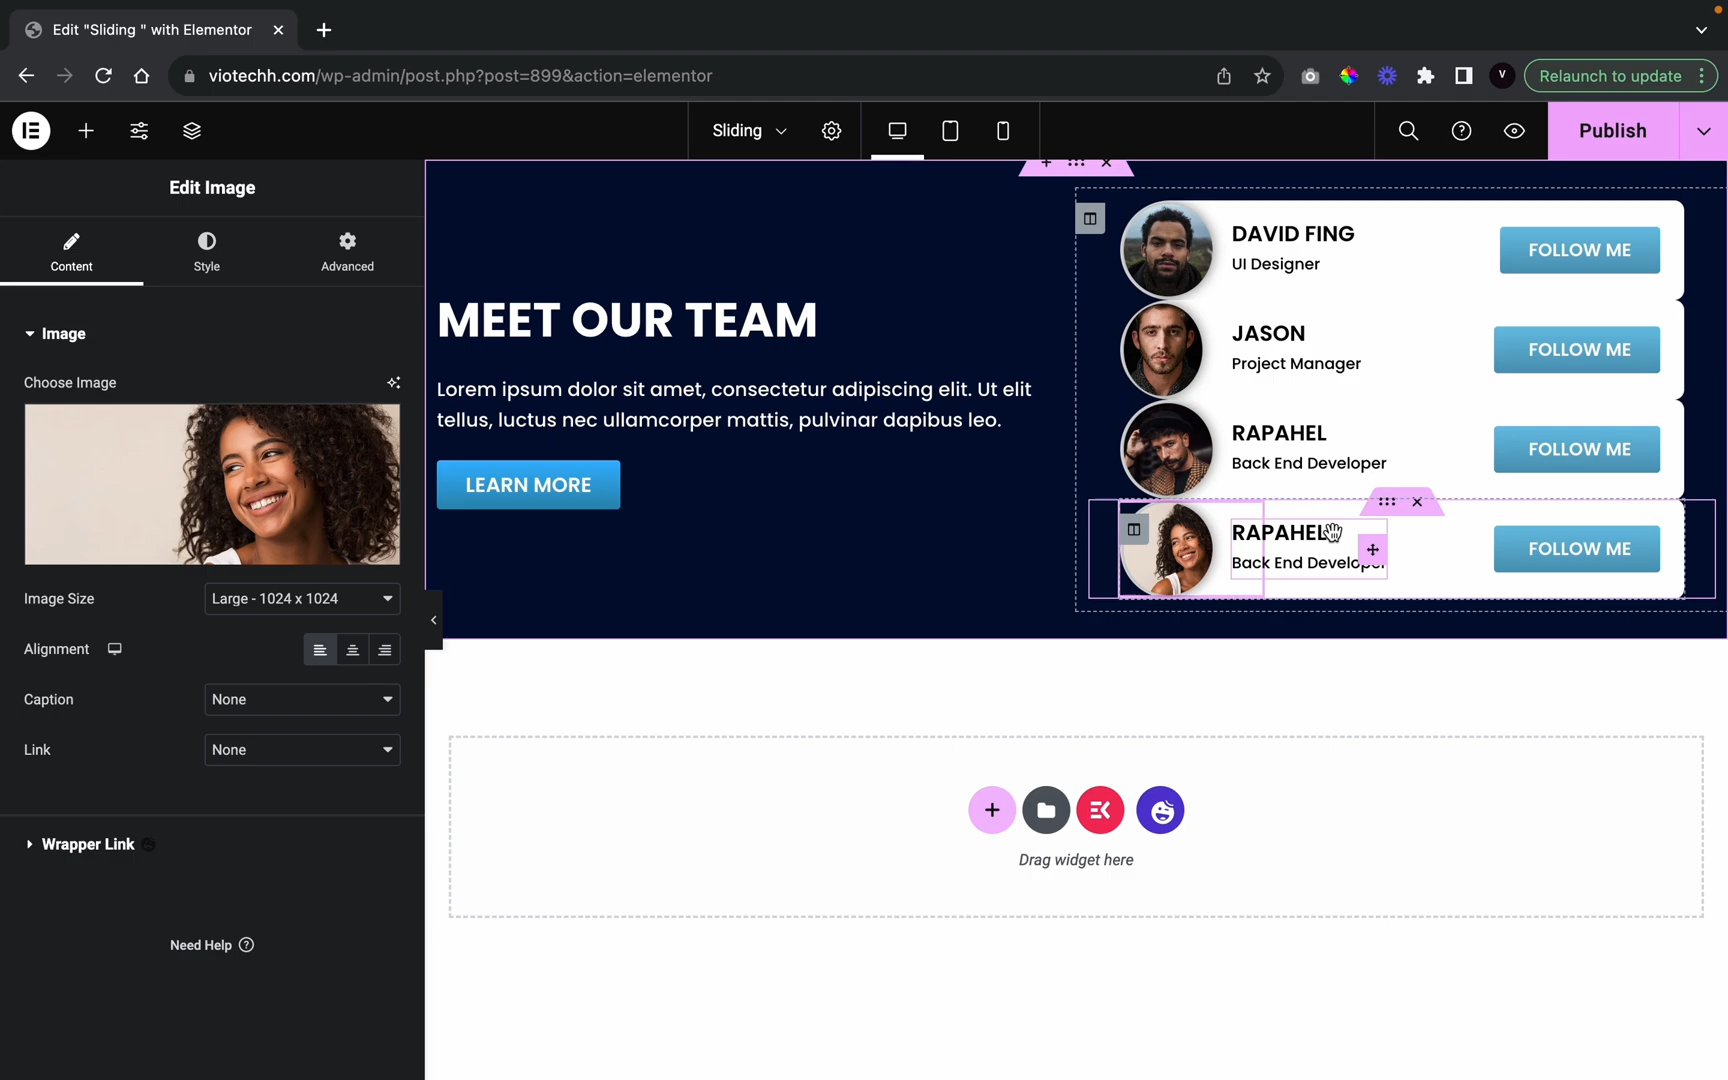 Edit "Sliding " with Elementor
viotechh.com/wp-admin/post.php?post=899&action=elementor
V
Relaunch to update
Sliding
Publish
Edit Image
Content
Style
Advanced
Image
Choose Image
Image Size
Large - 1024 x 1024
Alignment
Caption
None
Link
None
Wrapper Link
Need Help
MEET OUR TEAM
Lorem ipsum dolor sit amet, consectetur adipiscing elit. Ut elit
tellus, luctus nec ullamcorper mattis, pulvinar dapibus leo.
LEARN MORE
DAVID FING
UI Designer
FOLLOW ME
JASON
Project Manager
FOLLOW ME
RAPAHEL
Back End Developer
FOLLOW ME
RAPAHEL
Back End Developer
FOLLOW ME
Drag widget here